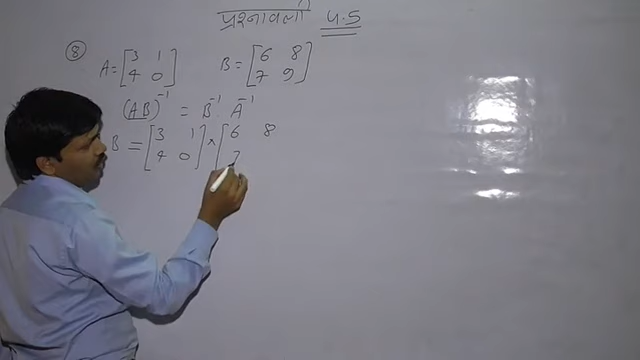 प्रश्नावली 4.5
8 A = [3 1 B = [6 8
4 0] 7 9]
(AB)⁻¹ = B⁻¹ A⁻¹
B = [3 1 × [6 8
4 0] 7